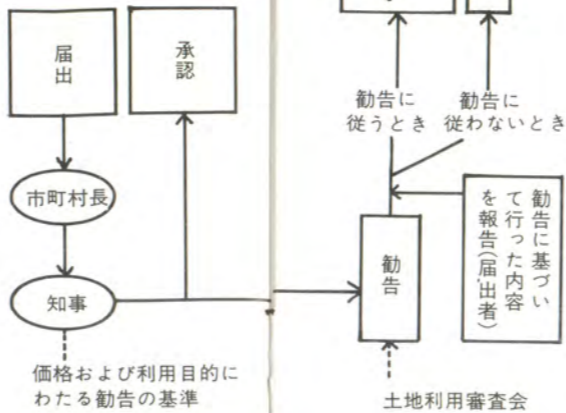 届出
承認
市町村長
知事
価格および利用目的に
わたる勧告の基準
勧告に
従うとき
勧告に
従わないとき
勧告
勧告に基づい
て行った内容
を報告(届出者)
土地利用審査会